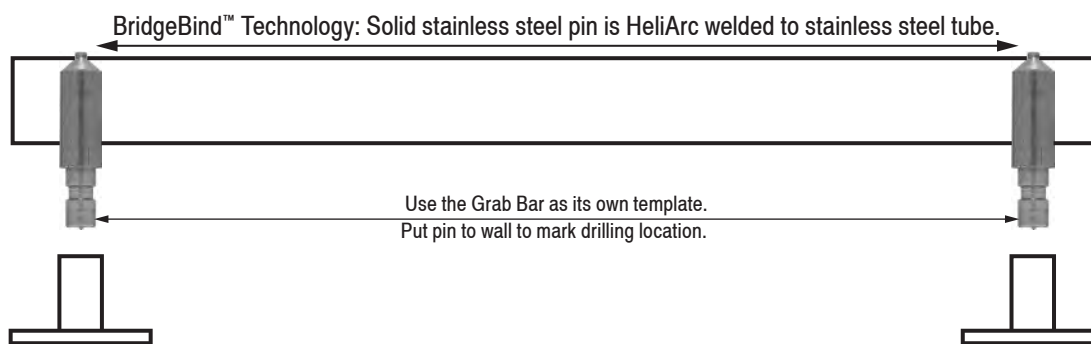 BridgeBind™ Technology: Solid stainless steel pin is HeliArc welded to stainless steel tube.
Use the Grab Bar as its own template.
Put pin to wall to mark drilling location.